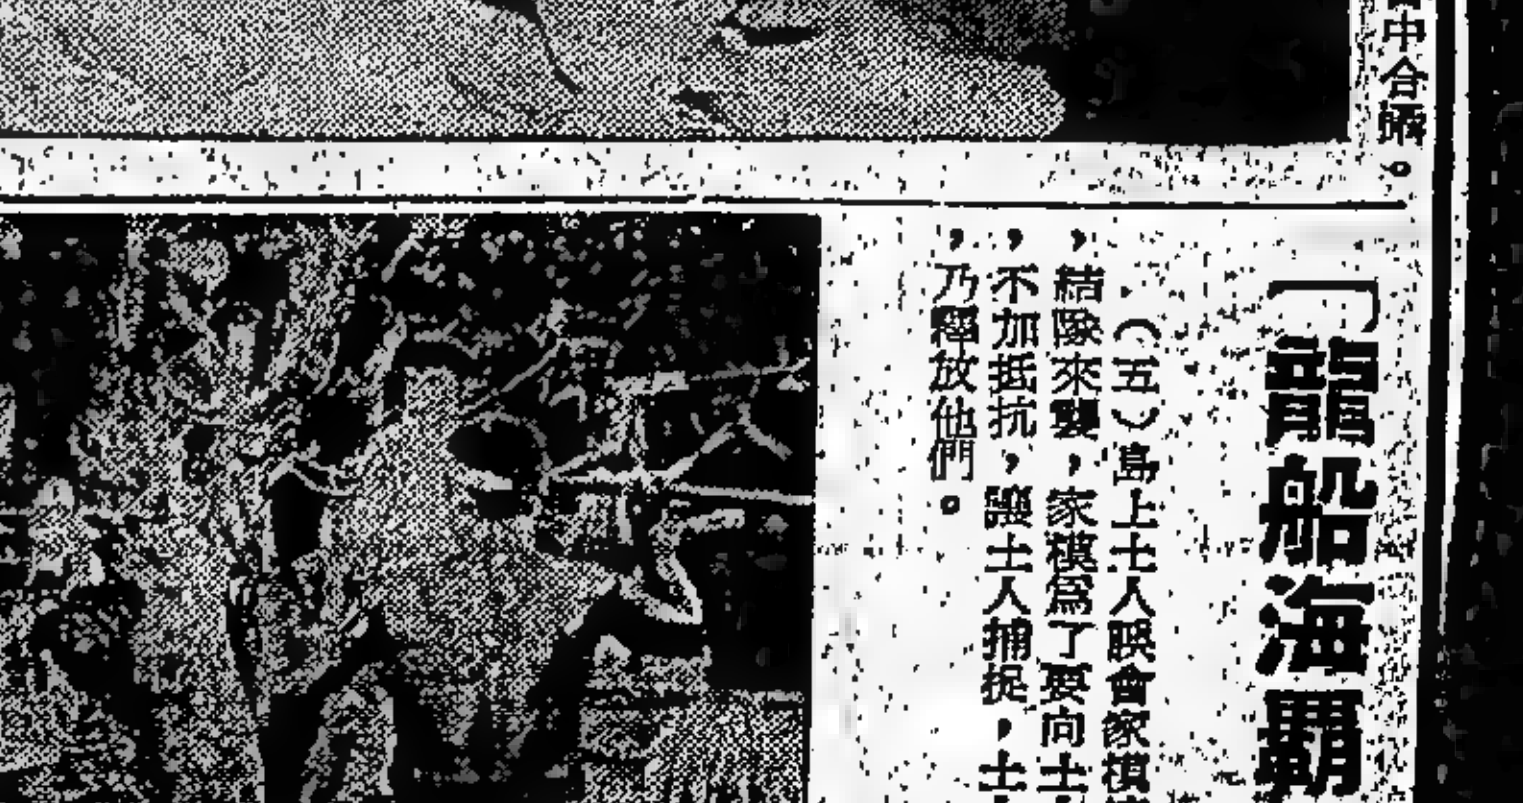 中合攝。
「船海霸
（五）島上土人誤會家模
，結隊來襲，家模爲了要向土
，不加抵抗，讓土人捕捉，土
，乃釋放他們。